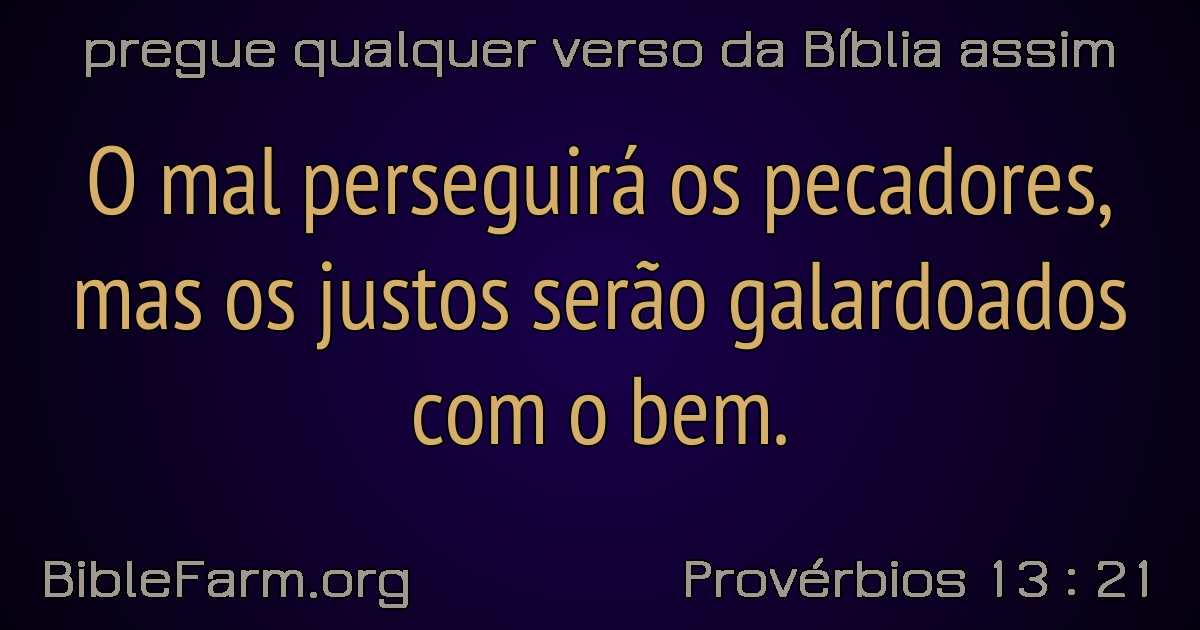 pregue qualquer verso da Bíblia assim
O mal perseguirá os pecadores,
mas os justos serão galardoados
com o bem.
BibleFarm.org
Provérbios 13 : 21